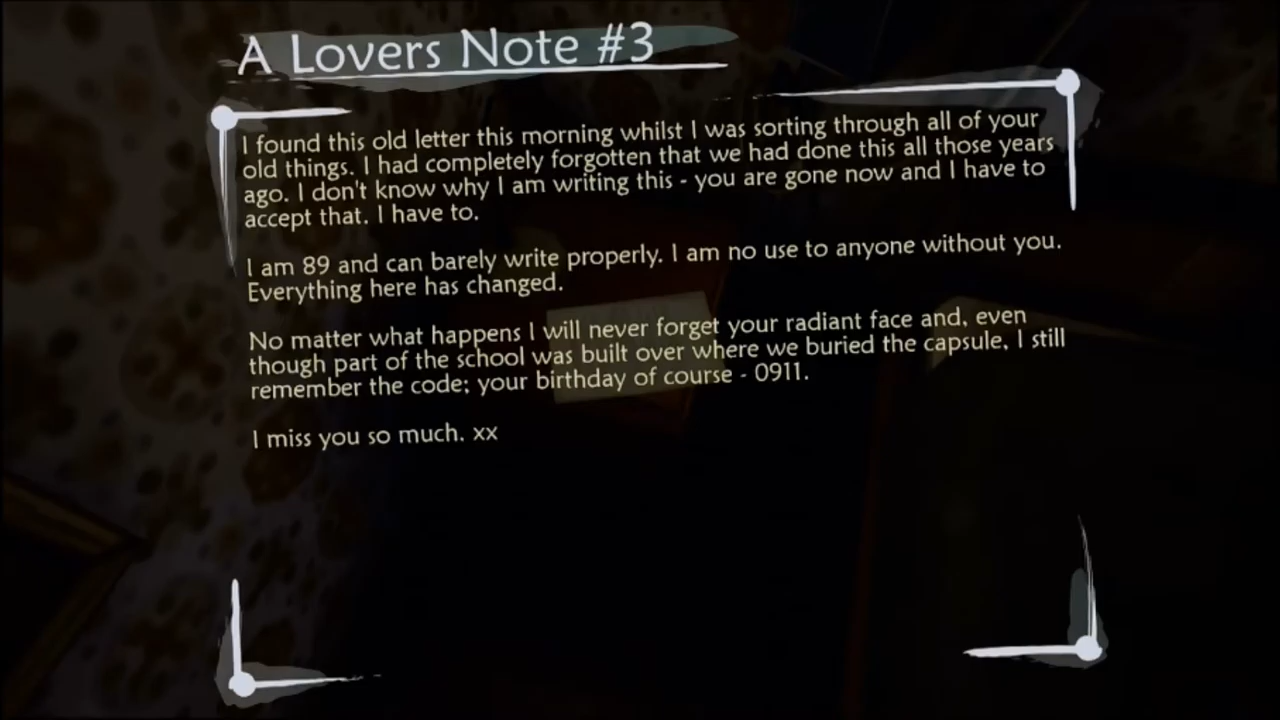 A Lovers Note #3
I found this old letter this morning whilst I was sorting through all of your
old things. I had completely forgotten that we had done this all those years
ago. I don't know why I am writing this - you are gone now and I have to
accept that. I have to.
I am 89 and can barely write properly. I am no use to anyone without you.
Everything here has changed.
No matter what happens I will never forget your radiant face and, even
though part of the school was built over where we buried the capsule, I still
remember the code; your birthday of course - 0911.
I miss you so much. xx